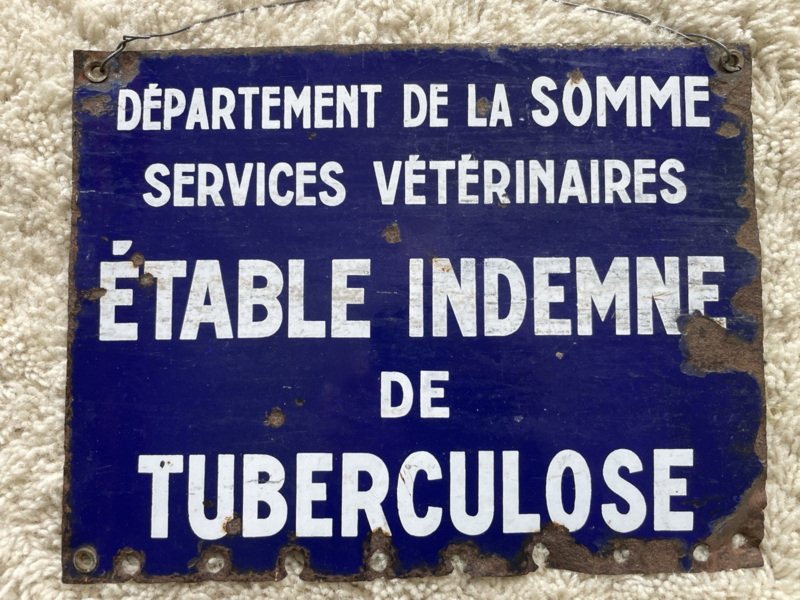 DÉPARTEMENT DE LA SOMME
SERVICES VÉTÉRINAIRES
ÉTABLE INDEMNE
DE
TUBERCULOSE